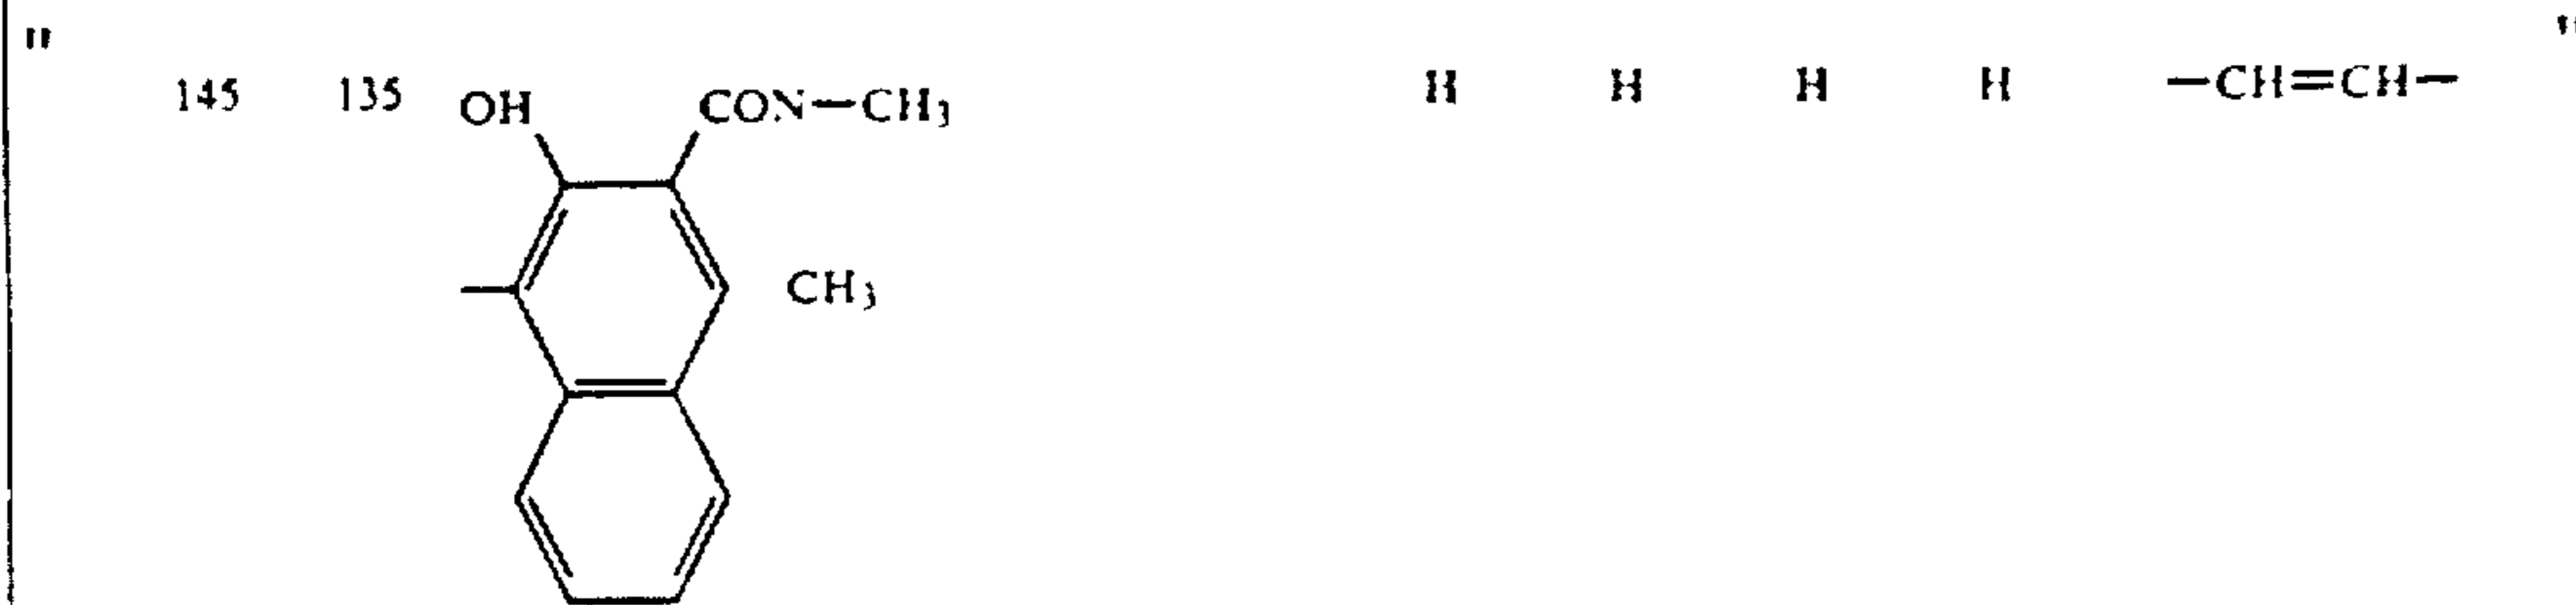 "
145 135 OH CON—CH3 H H H H —CH=CH— "
CH3